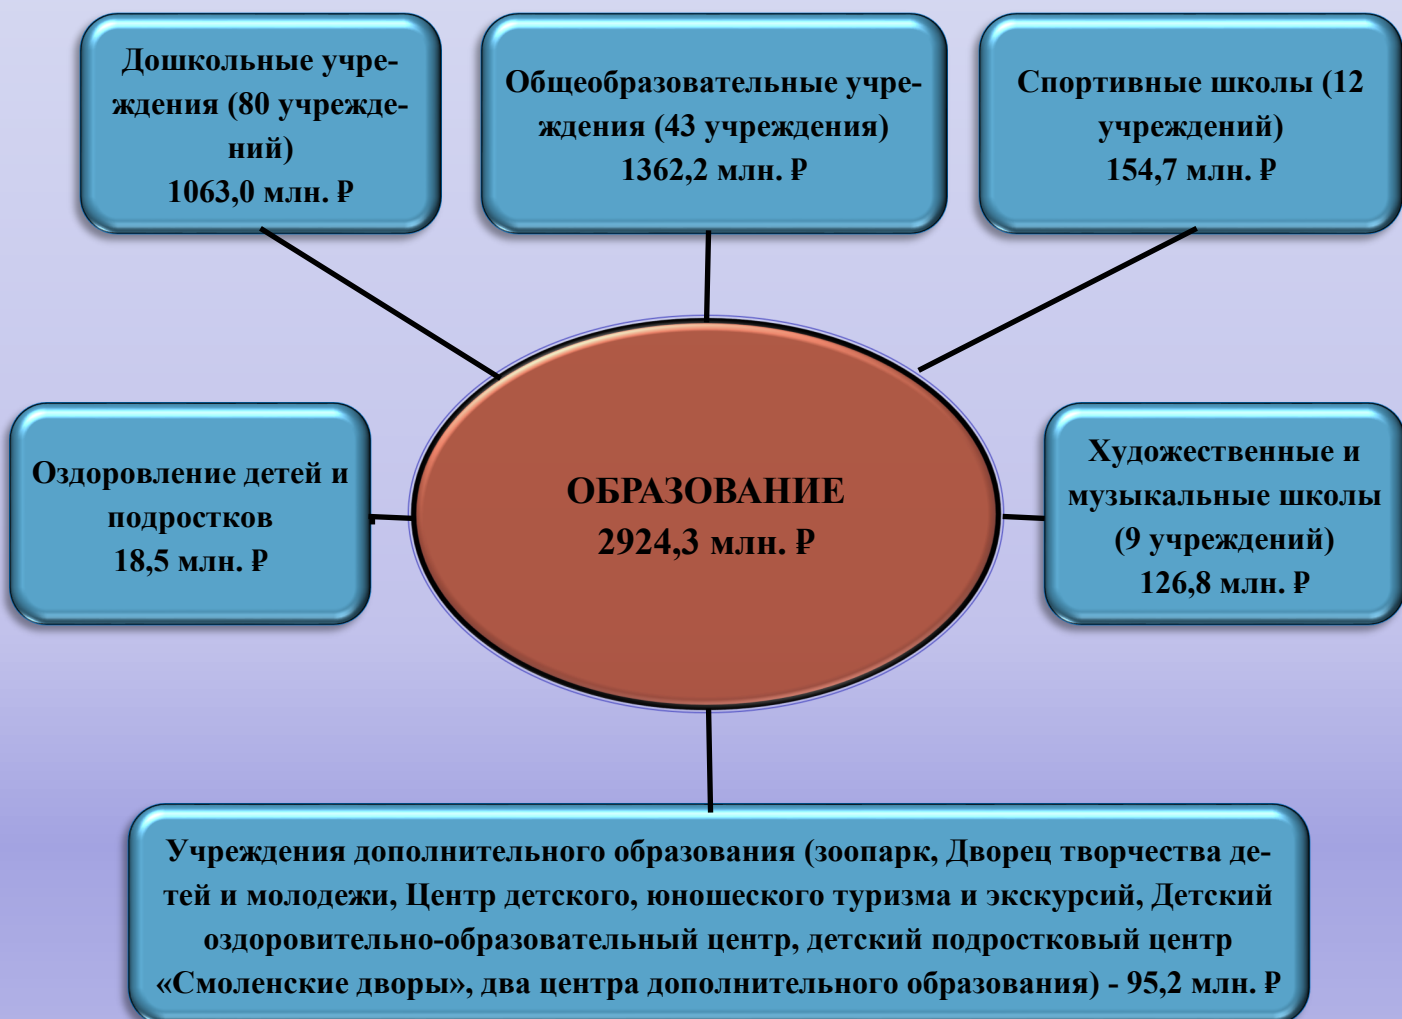 Дошкольные учре-
ждения (80 учрежде-
ний)
1063,0 млн. ₽
Общеобразовательные учре-
ждения (43 учреждения)
1362,2 млн. ₽
Спортивные школы (12
учреждений)
154,7 млн. ₽
Оздоровление детей и
подростков
18,5 млн. ₽
ОБРАЗОВАНИЕ
2924,3 млн. ₽
Художественные и
музыкальные школы
(9 учреждений)
126,8 млн. ₽
Учреждения дополнительного образования (зоопарк, Дворец творчества де-
тей и молодежи, Центр детского, юношеского туризма и экскурсий, Детский
оздоровительно-образовательный центр, детский подростковый центр
«Смоленские дворы», два центра дополнительного образования) - 95,2 млн. ₽